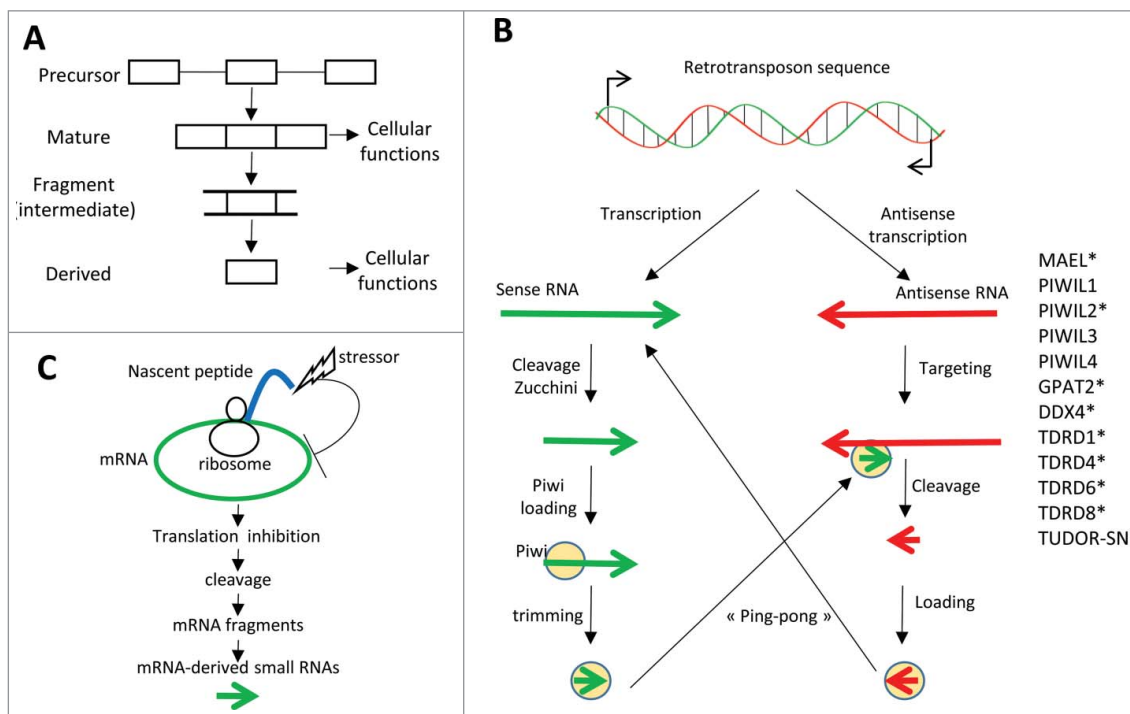 A
Precursor
Mature
Cellular
functions
Fragment
(intermediate)
Derived
Cellular
functions
B
Retrotransposon sequence
Transcription
Antisense
transcription
Sense RNA
Antisense RNA
Cleavage
Zucchini
Targeting
Piwi
loading
Cleavage
Piwi
trimming
« Ping-pong »
Loading
MAEL*
PIWIL1
PIWIL2*
PIWIL3
PIWIL4
GPAT2*
DDX4*
TDRD1*
TDRD4*
TDRD6*
TDRD8*
TUDOR-SN
C
stressor
Nascent peptide
mRNA
ribosome
Translation inhibition
cleavage
mRNA fragments
mRNA-derived small RNAs